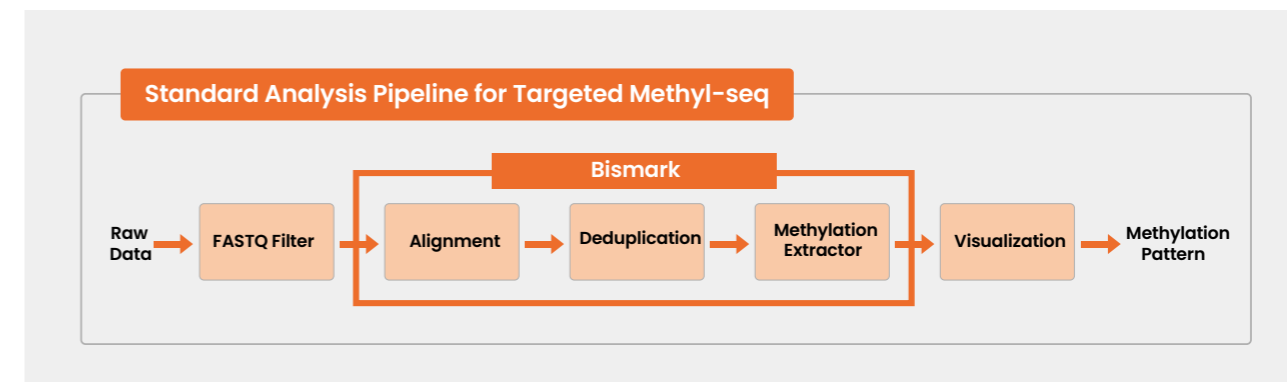 Standard Analysis Pipeline for Targeted Methyl-seq
Bismark
Raw
Data
FASTQ Filter
Alignment
Deduplication
Methylation
Extractor
Visualization
Methylation
Pattern